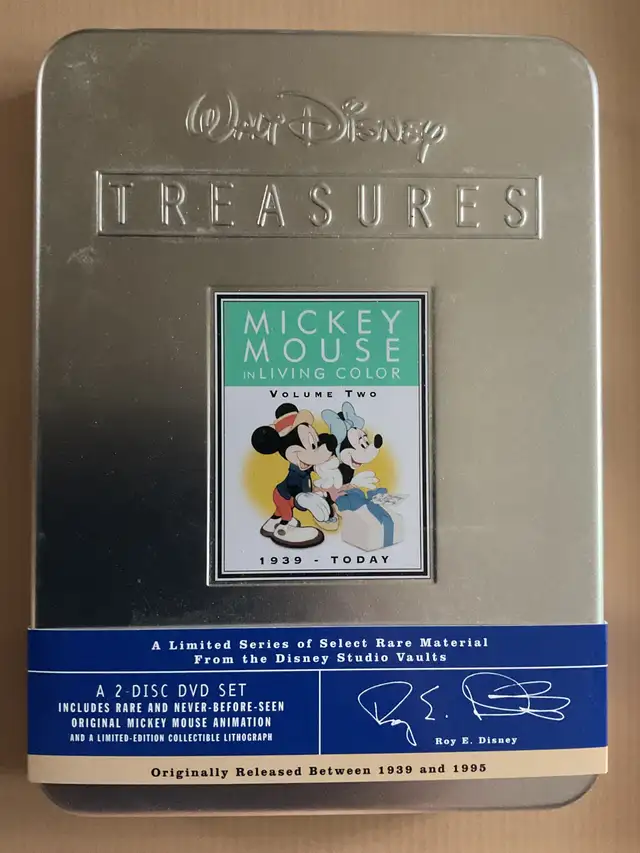 Walt Disney
TREASURES
MICKEY
MOUSE
IN LIVING COLOR
VOLUME TWO
1939 - TODAY
A Limited Series of Select Rare Material
From the Disney Studio Vaults
A 2-DISC DVD SET
INCLUDES RARE AND NEVER-BEFORE-SEEN
ORIGINAL MICKEY MOUSE ANIMATION
AND A LIMITED-EDITION COLLECTIBLE LITHOGRAPH
Roy E. Disney
Roy E. Disney
Originally Released Between 1939 and 1995